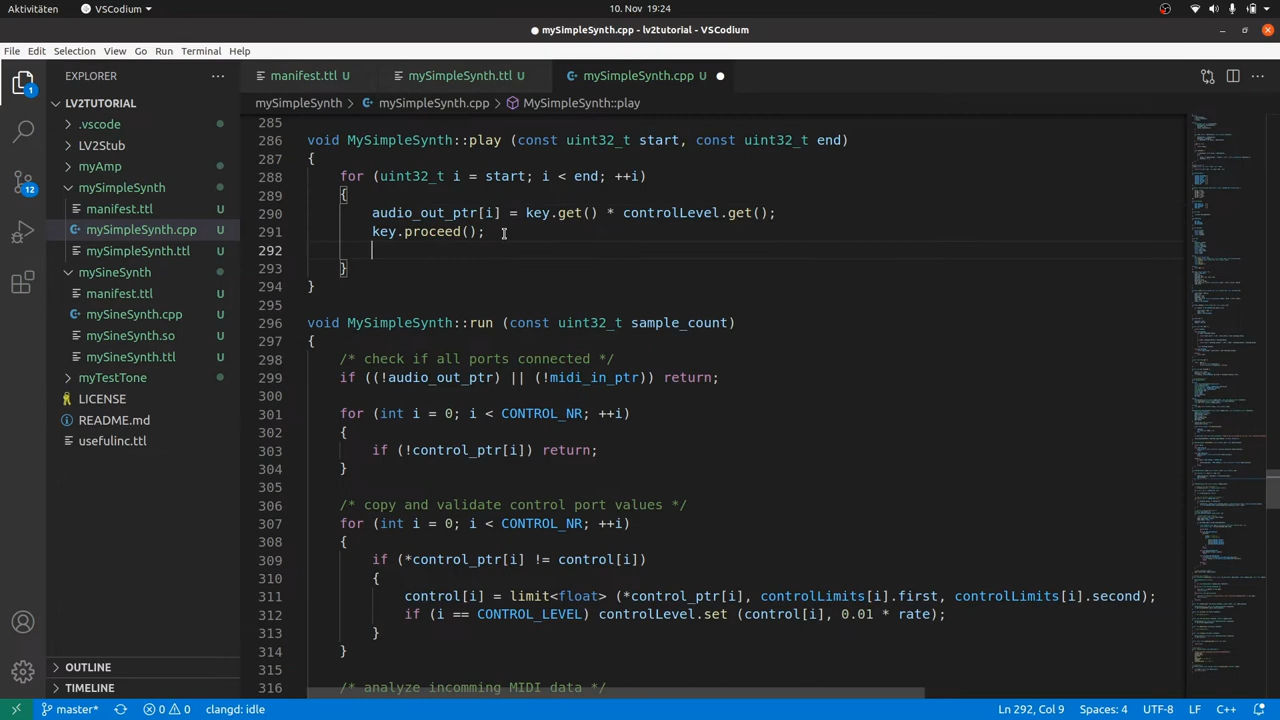 Aktivitäten VSCodium 10. Nov 19:24
mySimpleSynth.cpp - lv2tutorial - VSCodium
File Edit Selection View Go Run Terminal Help
EXPLORER
LV2TUTORIAL
.vscode
LV2Stub
myAmp
mySimpleSynth
manifest.ttl U
mySimpleSynth.cpp U
mySimpleSynth.ttl U
mySineSynth
manifest.ttl U
mySineSynth.cpp U
mySineSynth.so U
mySineSynth.ttl U
myTestTone
LICENSE
README.md
usefulinc.ttl
OUTLINE
TIMELINE
1
12
manifest.ttl U mySimpleSynth.ttl U mySimpleSynth.cpp U
mySimpleSynth > mySimpleSynth.cpp > MySimpleSynth::play
285
286 void MySimpleSynth::play (const uint32_t start, const uint32_t end)
287 {
288 for (uint32_t i = start, i < end, ++i)
289 {
290 audio_out_ptr[i] = key.get() * controlLevel.get();
291 key.proceed();
292
293 }
294 }
295
296 void MySimpleSynth::run (const uint32_t sample_count)
297 {
298 /* check if all ports connected */
299 if ((!audio_out_ptr) || (!midi_in_ptr)) return;
300
301 for (int i = 0; i < CONTROL_NR; ++i)
302 {
303 if (!control_ptr[i]) return;
304 }
305
306 /* copy and validate control port values */
307 for (int i = 0; i < CONTROL_NR; ++i)
308 {
309 if (*control_ptr[i] != control[i])
310 {
311 control[i] = limit<float> (*control_ptr[i], controlLimits[i].first, controlLimits[i].second);
312 if (i == CONTROL_LEVEL) controlLevel.set (control[i], 0.01 * rate);
313 }
314 }
315
316 /* analyze incomming MIDI data */
master* 0 0 clangd: idle Ln 292, Col 9 Spaces: 4 UTF-8 LF C++